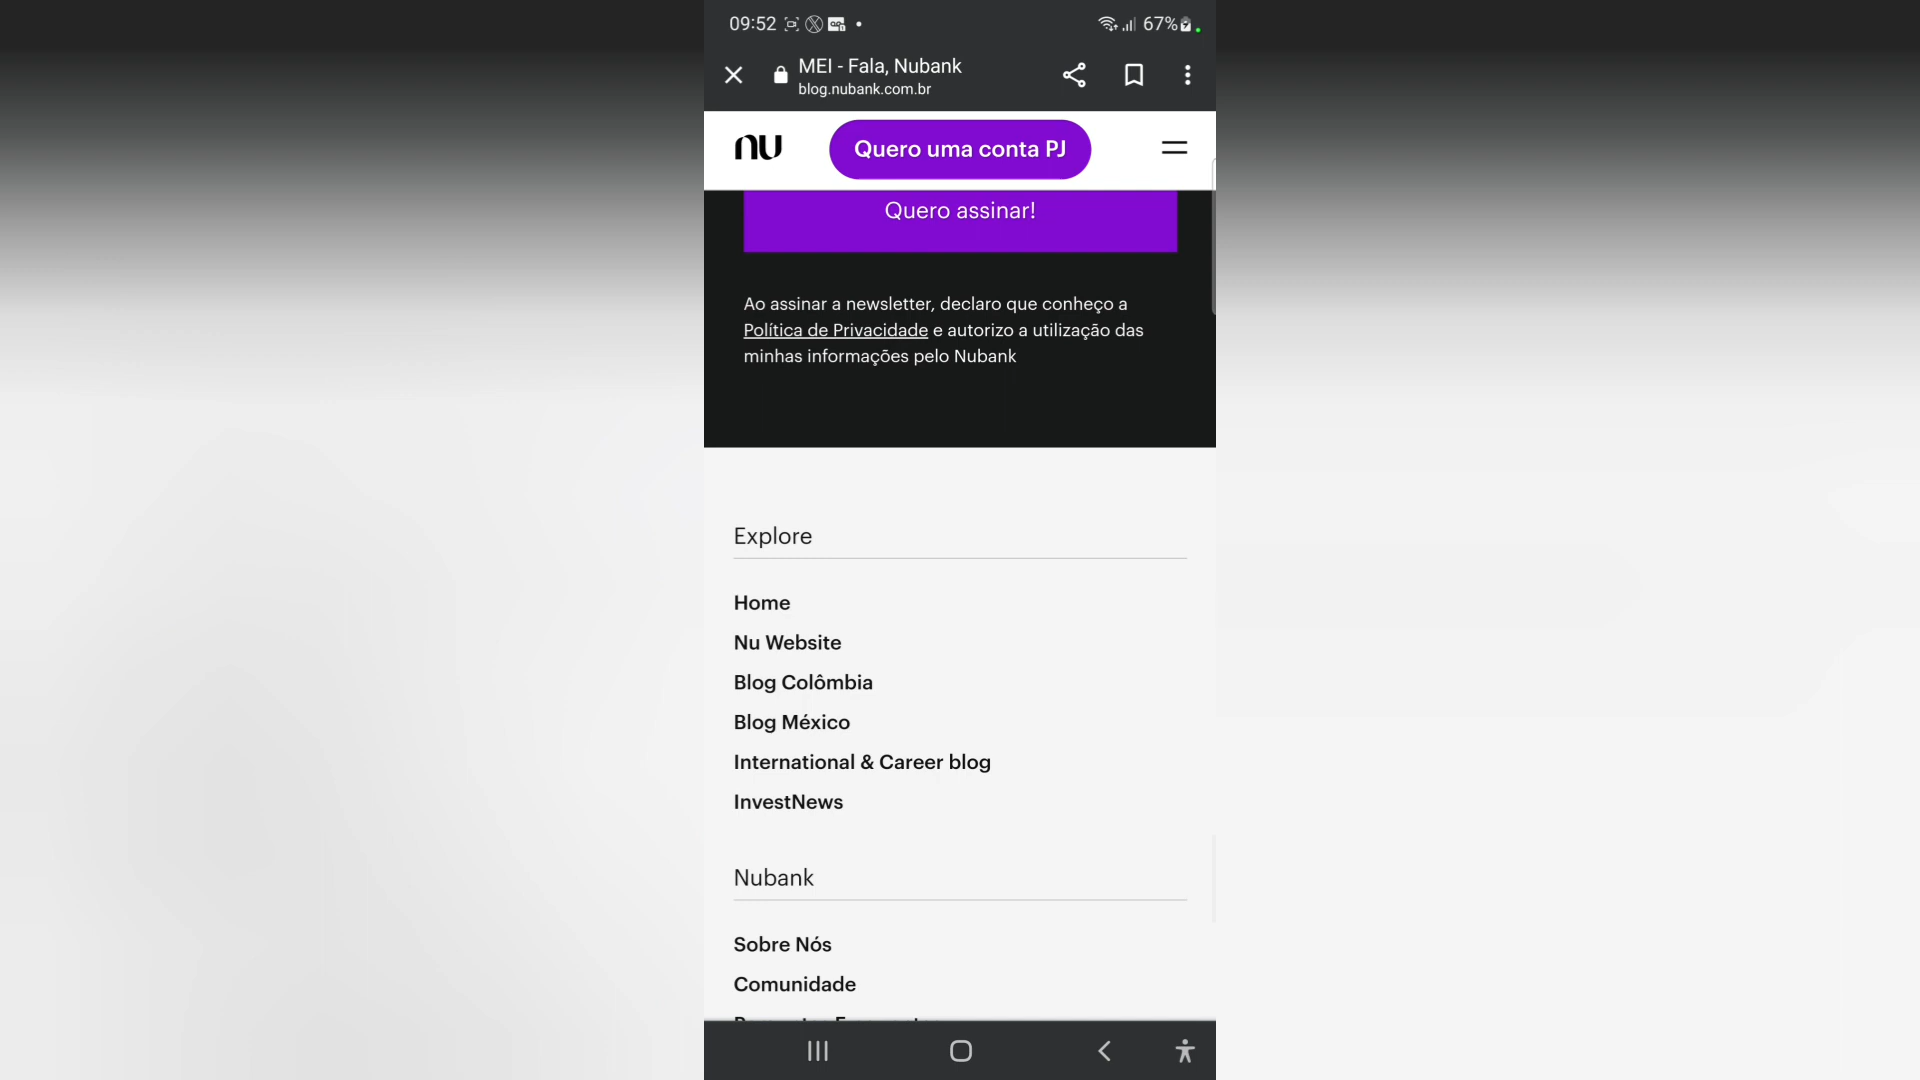 09:52
67%
MEI - Fala, Nubank
blog.nubank.com.br
nu
Quero uma conta PJ
Quero assinar!
Ao assinar a newsletter, declaro que conheço a
Política de Privacidade e autorizo a utilização das
minhas informações pelo Nubank
Explore
Home
Nu Website
Blog Colômbia
Blog México
International & Career blog
InvestNews
Nubank
Sobre Nós
Comunidade